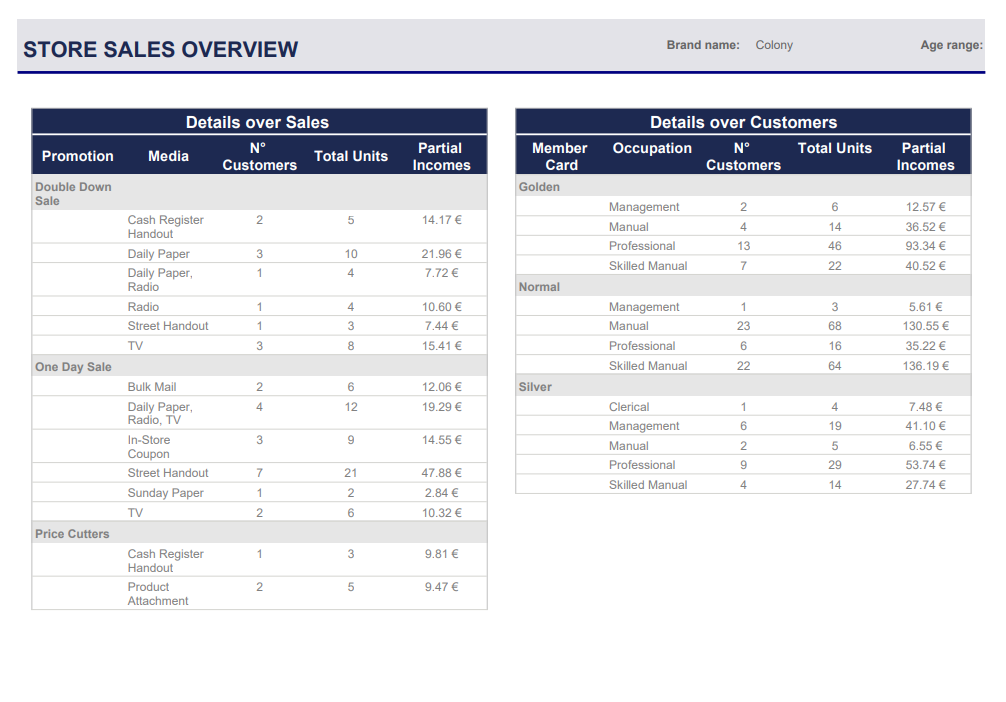 STORE SALES OVERVIEW Brand name: Colony Age range:
Details over Sales
Promotion Media N° Customers Total Units Partial Incomes
Double Down Sale
Cash Register Handout 2 5 14.17 €
Daily Paper 3 10 21.96 €
Daily Paper, Radio 1 4 7.72 €
Radio 1 4 10.60 €
Street Handout 1 3 7.44 €
TV 3 8 15.41 €
One Day Sale
Bulk Mail 2 6 12.06 €
Daily Paper, Radio, TV 4 12 19.29 €
In-Store Coupon 3 9 14.55 €
Street Handout 7 21 47.88 €
Sunday Paper 1 2 2.84 €
TV 2 6 10.32 €
Price Cutters
Cash Register Handout 1 3 9.81 €
Product Attachment 2 5 9.47 €
Details over Customers
Member Card Occupation N° Customers Total Units Partial Incomes
Golden
Management 2 6 12.57 €
Manual 4 14 36.52 €
Professional 13 46 93.34 €
Skilled Manual 7 22 40.52 €
Normal
Management 1 3 5.61 €
Manual 23 68 130.55 €
Professional 6 16 35.22 €
Skilled Manual 22 64 136.19 €
Silver
Clerical 1 4 7.48 €
Management 6 19 41.10 €
Manual 2 5 6.55 €
Professional 9 29 53.74 €
Skilled Manual 4 14 27.74 €